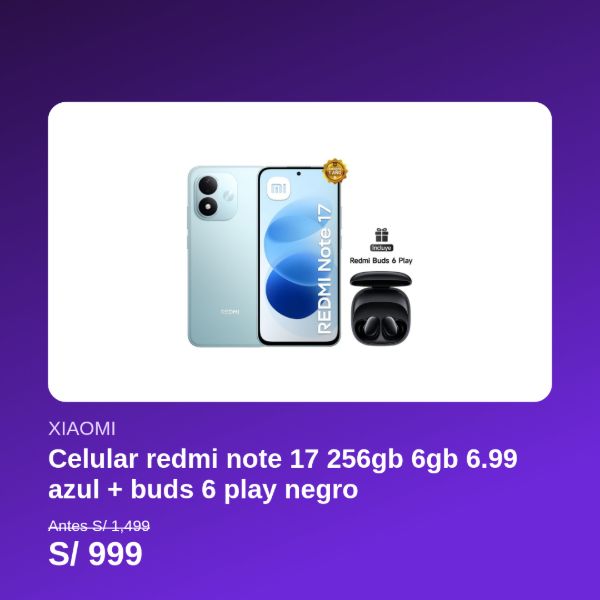 REDMI Note 17
REDMI
Incluye
Redmi Buds 6 Play
XIAOMI
Celular redmi note 17 256gb 6gb 6.99
azul + buds 6 play negro
Antes S/ 1,499
S/ 999